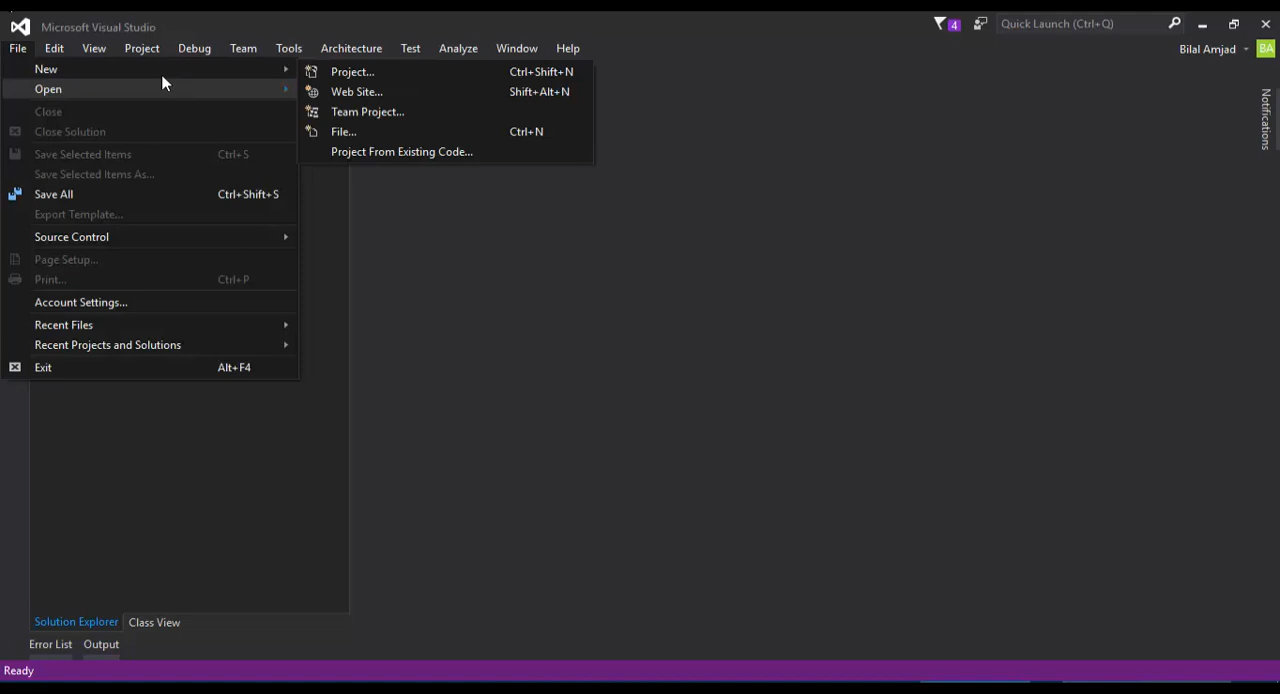 Microsoft Visual Studio
4
Quick Launch (Ctrl+Q)
File Edit View Project Debug Team Tools Architecture Test Analyze Window Help
Bilal Amjad BA
New
Open
Close
Close Solution
Save Selected Items Ctrl+S
Save Selected Items As...
Save All Ctrl+Shift+S
Export Template...
Source Control
Page Setup...
Print... Ctrl+P
Account Settings...
Recent Files
Recent Projects and Solutions
Exit Alt+F4
Project... Ctrl+Shift+N
Web Site... Shift+Alt+N
Team Project...
File... Ctrl+N
Project From Existing Code...
Notifications
Solution Explorer Class View
Error List Output
Ready